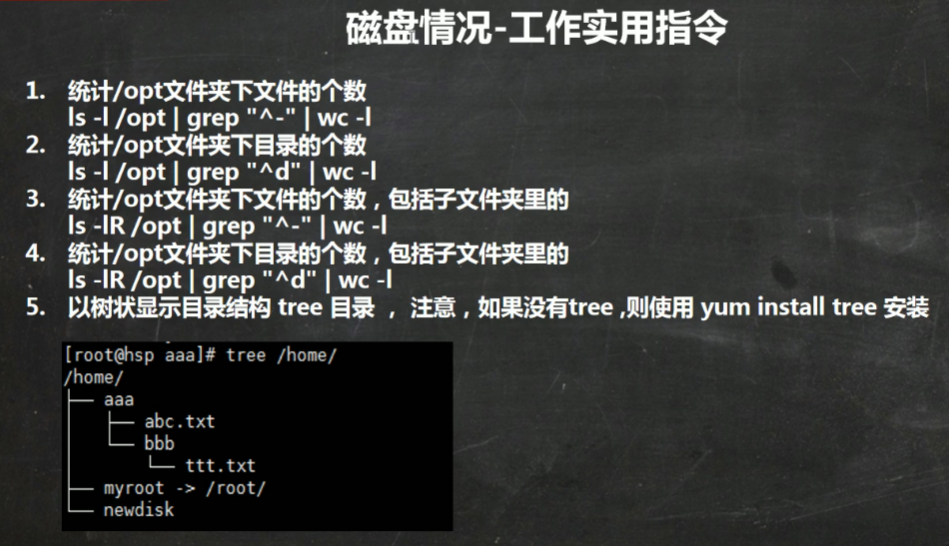 磁盘情况-工作实用指令
1. 统计/opt文件夹下文件的个数
ls -l /opt | grep "^-" | wc -l
2. 统计/opt文件夹下目录的个数
ls -l /opt | grep "^d" | wc -l
3. 统计/opt文件夹下文件的个数，包括子文件夹里的
ls -lR /opt | grep "^-" | wc -l
4. 统计/opt文件夹下目录的个数，包括子文件夹里的
ls -lR /opt | grep "^d" | wc -l
5. 以树状显示目录结构 tree 目录 ， 注意，如果没有tree ,则使用 yum install tree 安装
[root@hsp aaa]# tree /home/
/home/
├── aaa
│   ├── abc.txt
│   └── bbb
│       └── ttt.txt
├── myroot -> /root/
└── newdisk